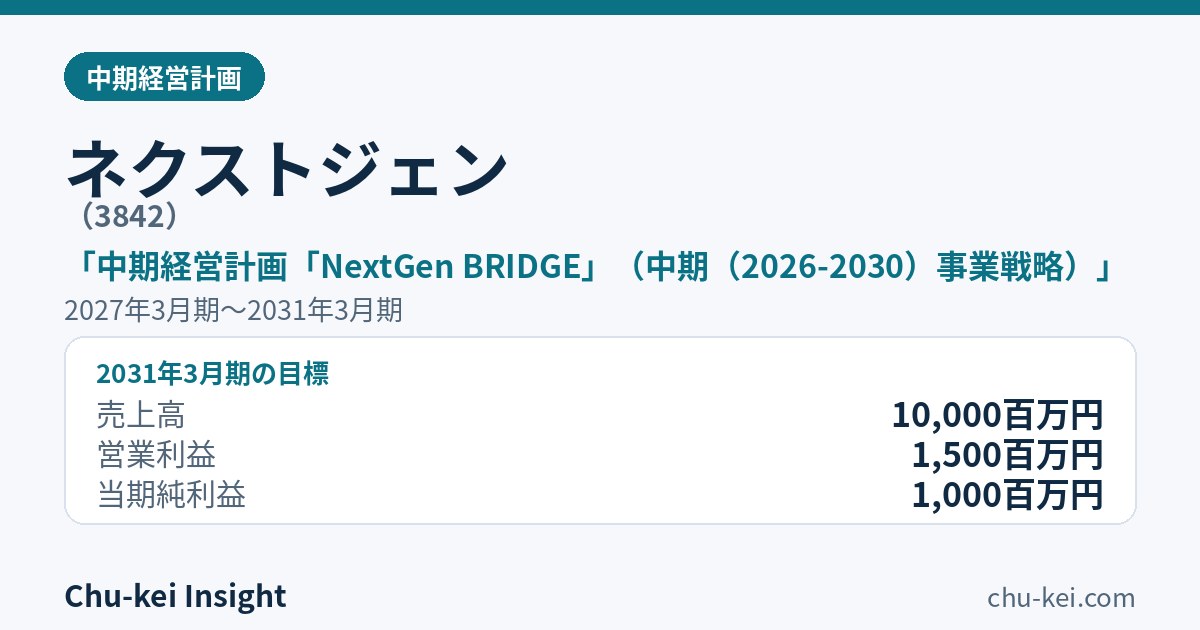 中期経営計画
ネクストジェン
（3842）
「中期経営計画「NextGen BRIDGE」（中期（2026-2030）事業戦略）」
2027年3月期〜2031年3月期
2031年3月期の目標
売上高 10,000百万円
営業利益 1,500百万円
当期純利益 1,000百万円
Chu-kei Insight chu-kei.com